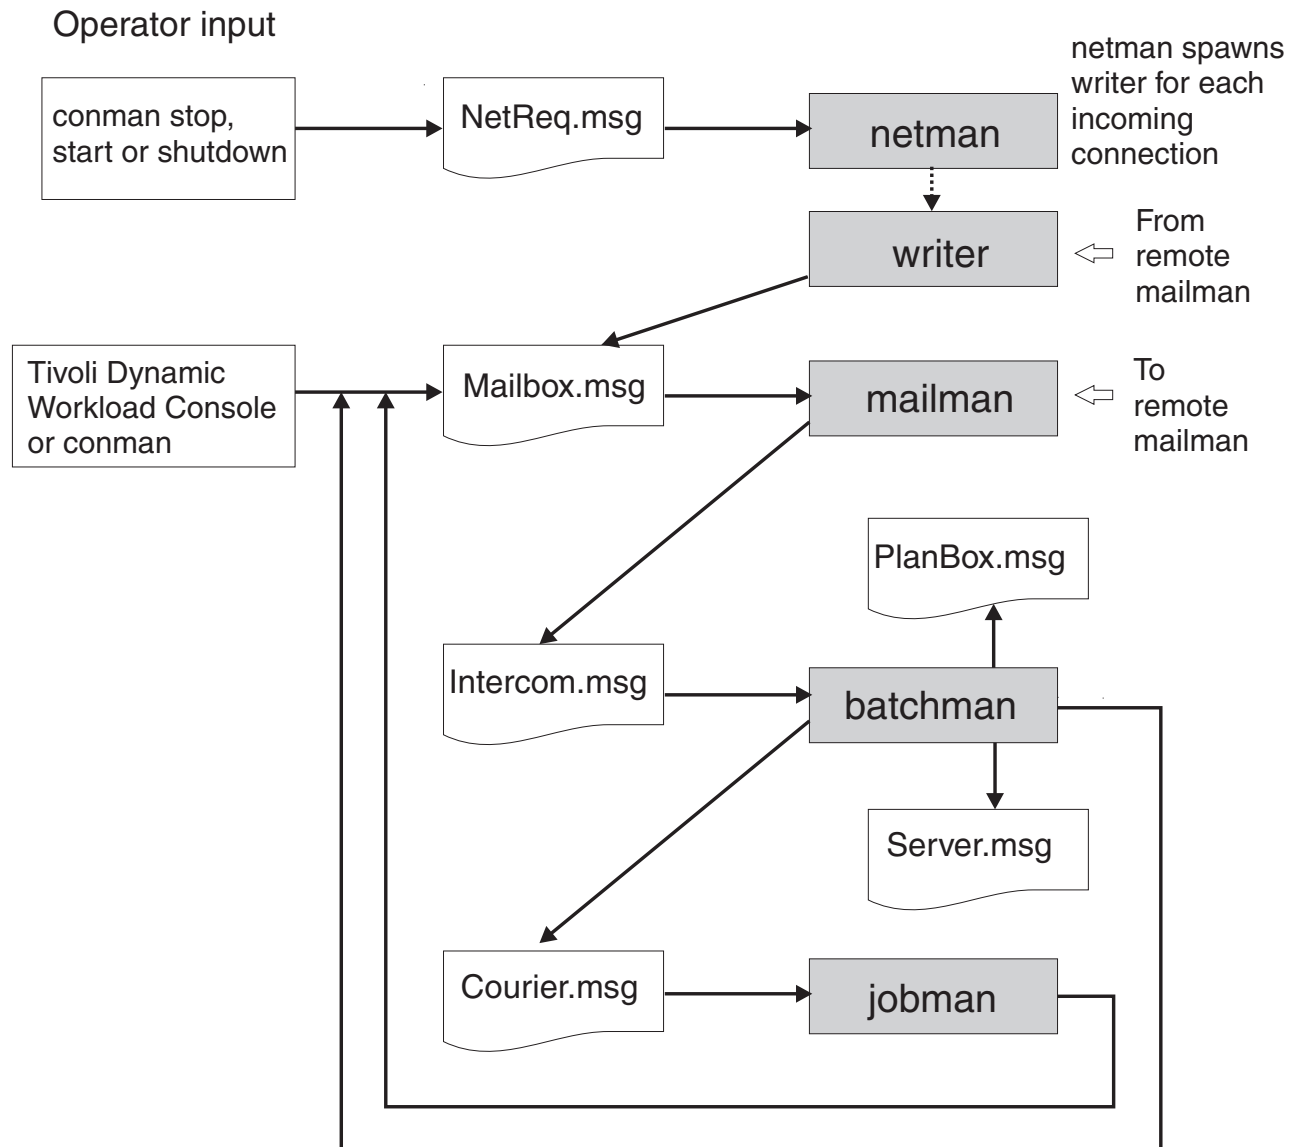 Operator input
conman stop,
start or shutdown
NetReq.msg
netman
netman spawns
writer for each
incoming
connection
writer
From
remote
mailman
Tivoli Dynamic
Workload Console
or conman
Mailbox.msg
mailman
To
remote
mailman
PlanBox.msg
Intercom.msg
batchman
Server.msg
Courier.msg
jobman